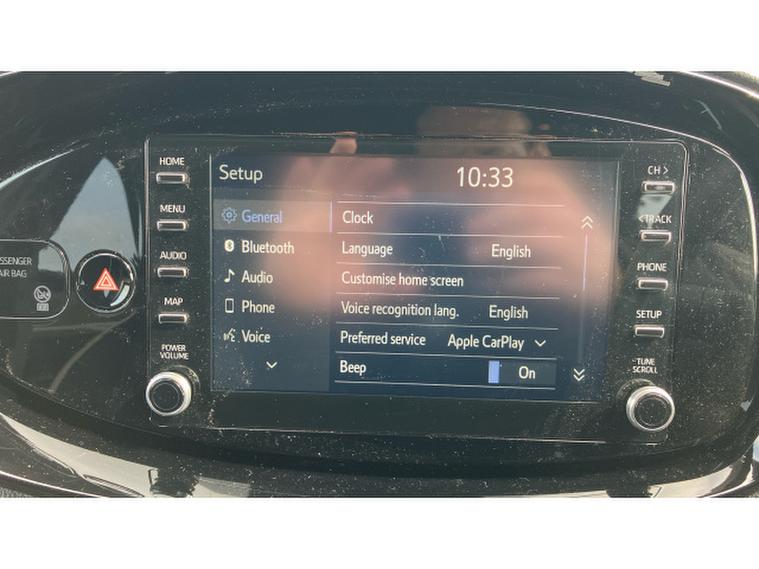 HOME
MENU
AUDIO
MAP
POWER
VOLUME
AIR BAG
Setup
10:33
General
Bluetooth
Audio
Phone
Voice
Clock
Language English
Customise home screen
Voice recognition lang. English
Preferred service Apple CarPlay
Beep On
CH >
< TRACK
PHONE
SETUP
TUNE
SCROLL